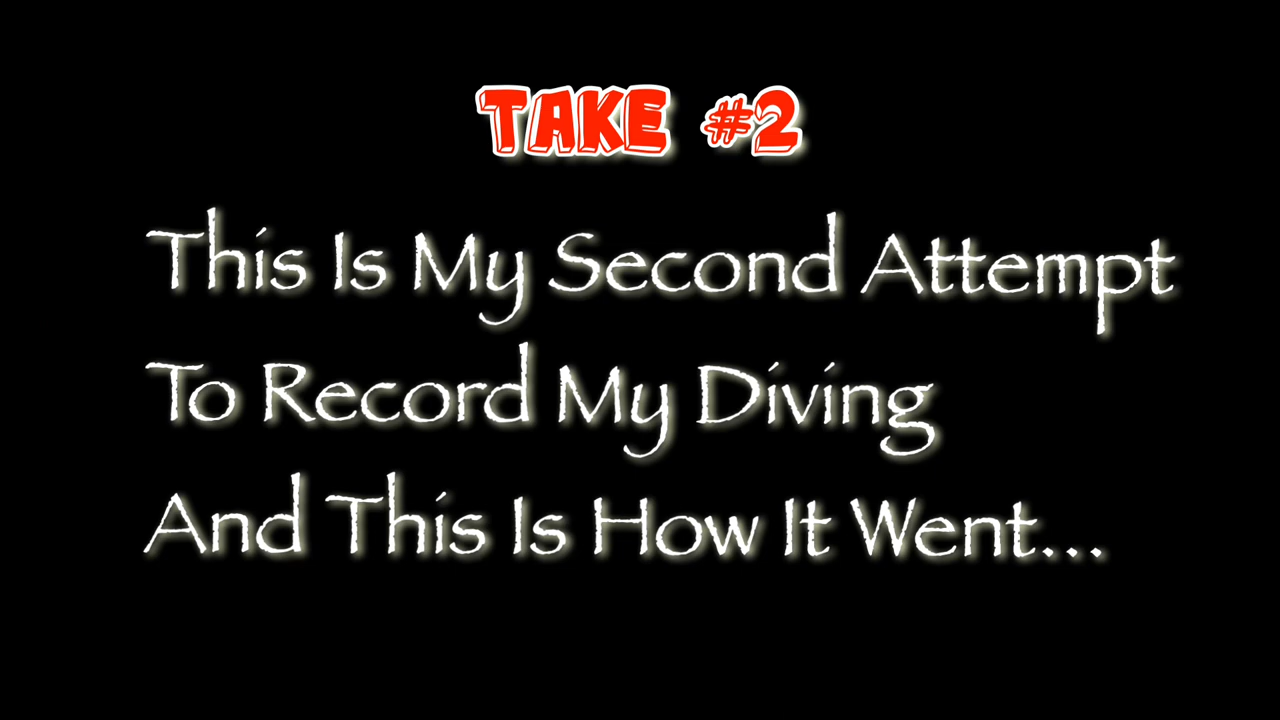 TAKE #2
This Is My Second Attempt
To Record My Diving
And This Is How It Went...